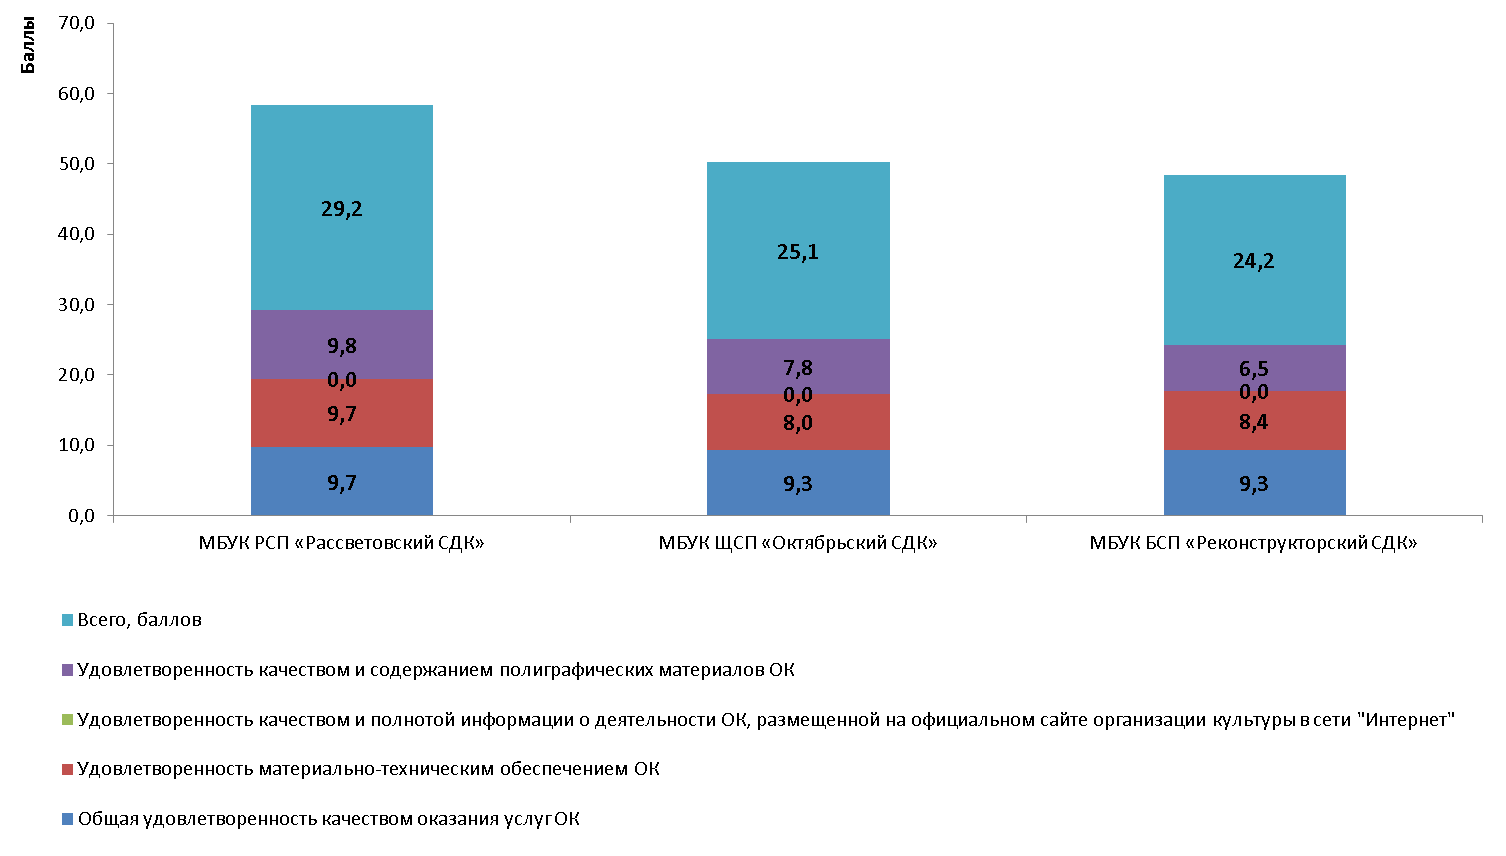 Баллы
70,0
60,0
50,0
40,0
30,0
20,0
10,0
0,0
29,2
9,8
0,0
9,7
9,7
25,1
7,8
0,0
8,0
9,3
24,2
6,5
0,0
8,4
9,3
МБУК РСП «Рассветовский СДК»
МБУК ЩСП «Октябрьский СДК»
МБУК БСП «Реконструкторский СДК»
Всего, баллов
Удовлетворенность качеством и содержанием полиграфических материалов ОК
Удовлетворенность качеством и полнотой информации о деятельности ОК, размещенной на официальном сайте организации культуры в сети "Интернет"
Удовлетворенность материально-техническим обеспечением ОК
Общая удовлетворенность качеством оказания услуг ОК